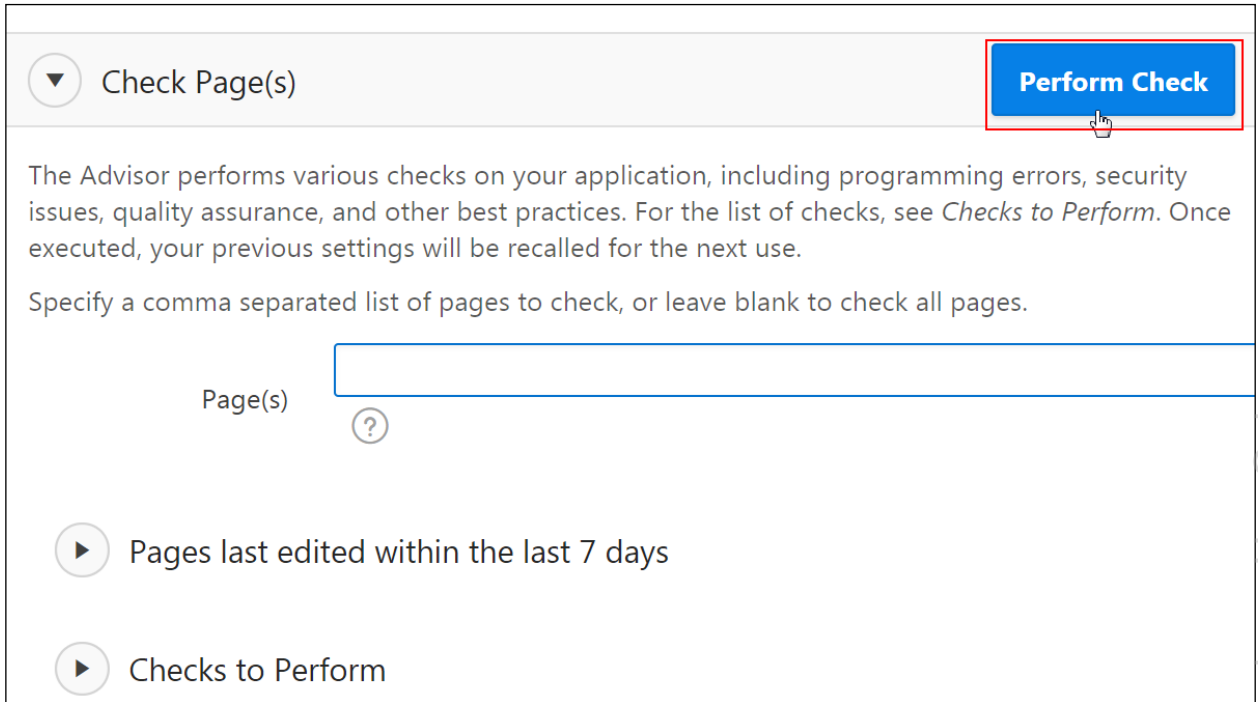 Check Page(s)
Perform Check
The Advisor performs various checks on your application, including programming errors, security
issues, quality assurance, and other best practices. For the list of checks, see Checks to Perform. Once
executed, your previous settings will be recalled for the next use.
Specify a comma separated list of pages to check, or leave blank to check all pages.
Page(s)
?
Pages last edited within the last 7 days
Checks to Perform